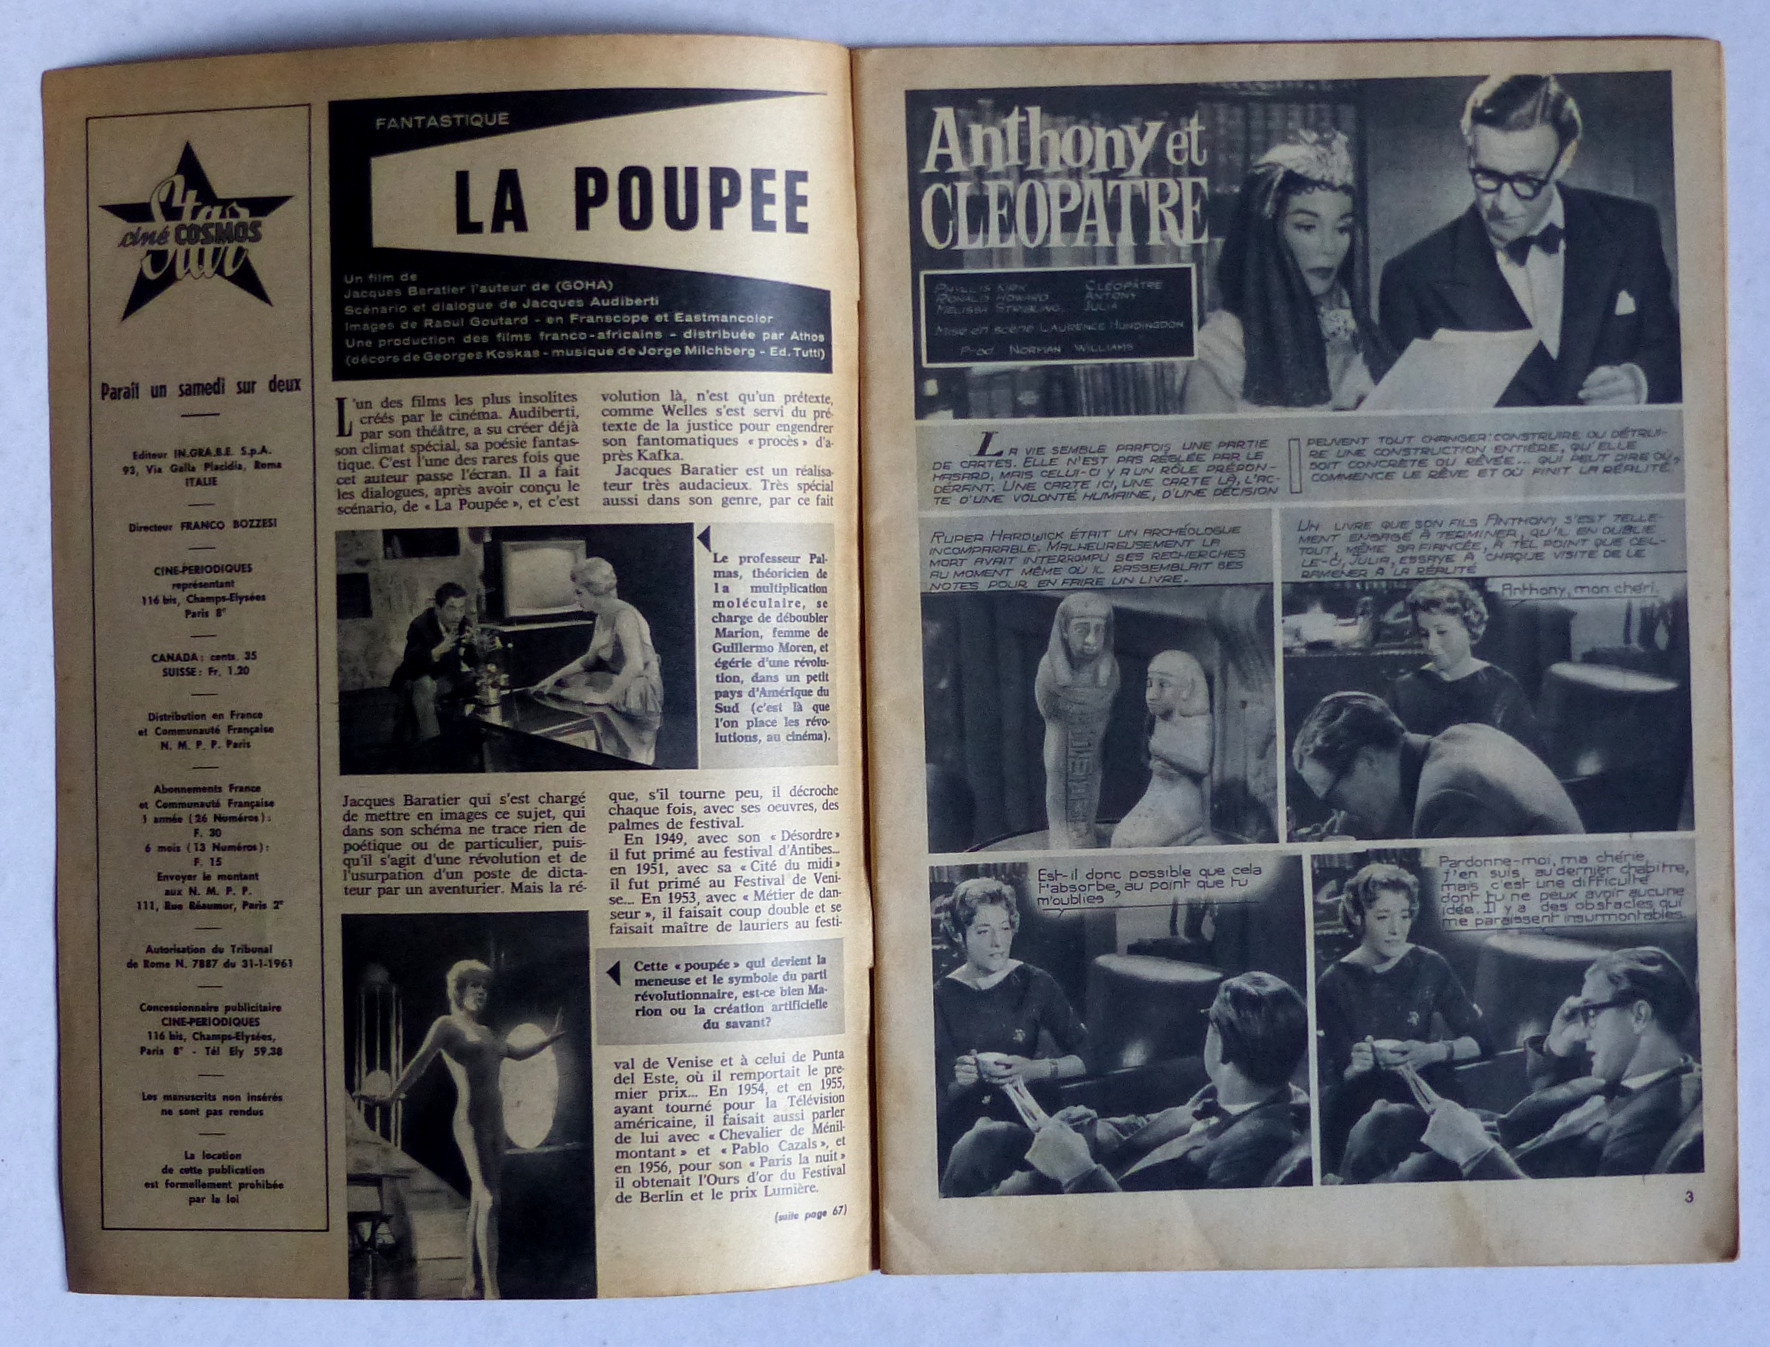 Star
ciné COSMOS
Star
Paraît un samedi sur deux
Editeur IN.GRA.B.E. S.p.A.
93, Via Galla Placidia, Roma
ITALIE
Directeur FRANCO BOZZESI
CINE-PERIODIQUES
représentant
116 bis, Champs-Elysées
Paris 8e
CANADA : cents. 35
SUISSE : Fr. 1.20
Distribution en France
et Communauté Française
N. M. P. P. Paris
Abonnements France
et Communauté Française
1 année (26 Numéros) :
F. 30
6 mois (13 Numéros) :
F. 15
Envoyer le montant
aux N. M. P. P.
111, Rue Réaumur, Paris 2e
Autorisation du Tribunal
de Rome N. 7887 du 31-1-1961
Concessionnaire publicitaire
CINE-PERIODIQUES
116 bis, Champs-Elysées,
Paris 8e - Tél Ely 59.38
Les manuscrits non insérés
ne sont pas rendus
La location
de cette publication
est formellement prohibée
par la loi
FANTASTIQUE
LA POUPEE
Un film de
Jacques Baratier l'auteur de (GOHA)
Scénario et dialogue de Jacques Audiberti
Images de Raoul Goutard - en Franscope et Eastmancolor
Une production des films franco-africains - distribuée par Athos
(décors de Georges Koskas - musique de Jorge Milchberg - Ed. Tutti)
L'un des films les plus insolites
créés par le cinéma. Audiberti,
par son théâtre, a su créer déjà
son climat spécial, sa poésie fantas-
tique. C'est l'une des rares fois que
cet auteur passe l'écran. Il a fait
les dialogues, après avoir conçu le
scénario, de « La Poupée », et c'est
Jacques Baratier qui s'est chargé
de mettre en images ce sujet, qui
dans son schéma ne trace rien de
poétique ou de particulier, puis-
qu'il s'agit d'une révolution et de
l'usurpation d'un poste de dicta-
teur par un aventurier. Mais la ré-
volution là, n'est qu'un prétexte,
comme Welles s'est servi du pré-
texte de la justice pour engendrer
son fantomatiques « procès » d'a-
près Kafka.
Jacques Baratier est un réalisa-
teur très audacieux. Très spécial
aussi dans son genre, par ce fait
Le professeur Pal-
mas, théoricien de
la multiplication
moléculaire, se
charge de déboubler
Marion, femme de
Guillermo Moren, et
égérie d'une révolu-
tion, dans un petit
pays d'Amérique du
Sud (c'est là que
l'on place les révo-
lutions, au cinéma).
que, s'il tourne peu, il décroche
chaque fois, avec ses oeuvres, des
palmes de festival.
En 1949, avec son « Désordre »
il fut primé au festival d'Antibes...
en 1951, avec sa « Cité du midi »
il fut primé au Festival de Veni-
se... En 1953, avec « Métier de dan-
seur », il faisait coup double et se
faisait maître de lauriers au festi-
Cette « poupée » qui devient la
meneuse et le symbole du parti
révolutionnaire, est-ce bien Ma-
rion ou la création artificielle
du savant?
val de Venise et à celui de Punta
del Este, où il remportait le pre-
mier prix... En 1954, et en 1955,
ayant tourné pour la Télévision
américaine, il faisait aussi parler
de lui avec « Chevalier de Ménil-
montant » et « Pablo Cazals », et
en 1956, pour son « Paris la nuit »
il obtenait l'Ours d'or du Festival
de Berlin et le prix Lumière.
(suite page 67)
Anthony et
CLEOPATRE
PHYLLIS KIRK CLEOPÂTRE
RONALD HOWARD ANTONY
MELISSA STRIBLING JULIA
Mise en scène LAURENCE HUNDINGDON
Prod NORMAN WILLIAMS
LA VIE SEMBLE PARFOIS UNE PARTIE
DE CARTES. ELLE N'EST PAS RÉGLÉE PAR LE
HASARD, MAIS CELUI-CI Y A UN RÔLE PRÉPON-
DÉRANT. UNE CARTE ICI, UNE CARTE LÀ, L'AC-
TE D'UNE VOLONTÉ HUMAINE, D'UNE DÉCISION
PEUVENT TOUT CHANGER: CONSTRUIRE OU DÉTRUI-
RE UNE CONSTRUCTION ENTIÈRE, QU'ELLE
SOIT CONCRÈTE OU RÊVÉE... QUI PEUT DIRE OÙ
COMMENCE LE RÊVE ET OÙ FINIT LA RÉALITÉ.
RUPER HARDWICK ÉTAIT UN ARCHÉOLOGUE
INCOMPARABLE. MALHEUREUSEMENT LA
MORT AVAIT INTERROMPU SES RECHERCHES
AU MOMENT MÊME OÙ IL RASSEMBLAIT SES
NOTES POUR EN FAIRE UN LIVRE.
UN LIVRE QUE SON FILS ANTHONY S'EST TELLE-
MENT ENGAGÉ À TERMINER, QU'IL EN OUBLIE
TOUT, MÊME SA FIANCÉE, À TEL POINT QUE CEL-
LE-CI, JULIA, ESSAYE À CHAQUE VISITE DE LE
RAMENER À LA RÉALITÉ
Anthony, mon chéri.
Est-il donc possible que cela
t'absorbe, au point que tu
m'oublies ?
Pardonne-moi, ma chérie,
j'en suis au dernier chapitre,
mais c'est une difficulté
dont tu ne peux avoir aucune
idée. Il y a des obstacles qui
me paraissent insurmontables.
3